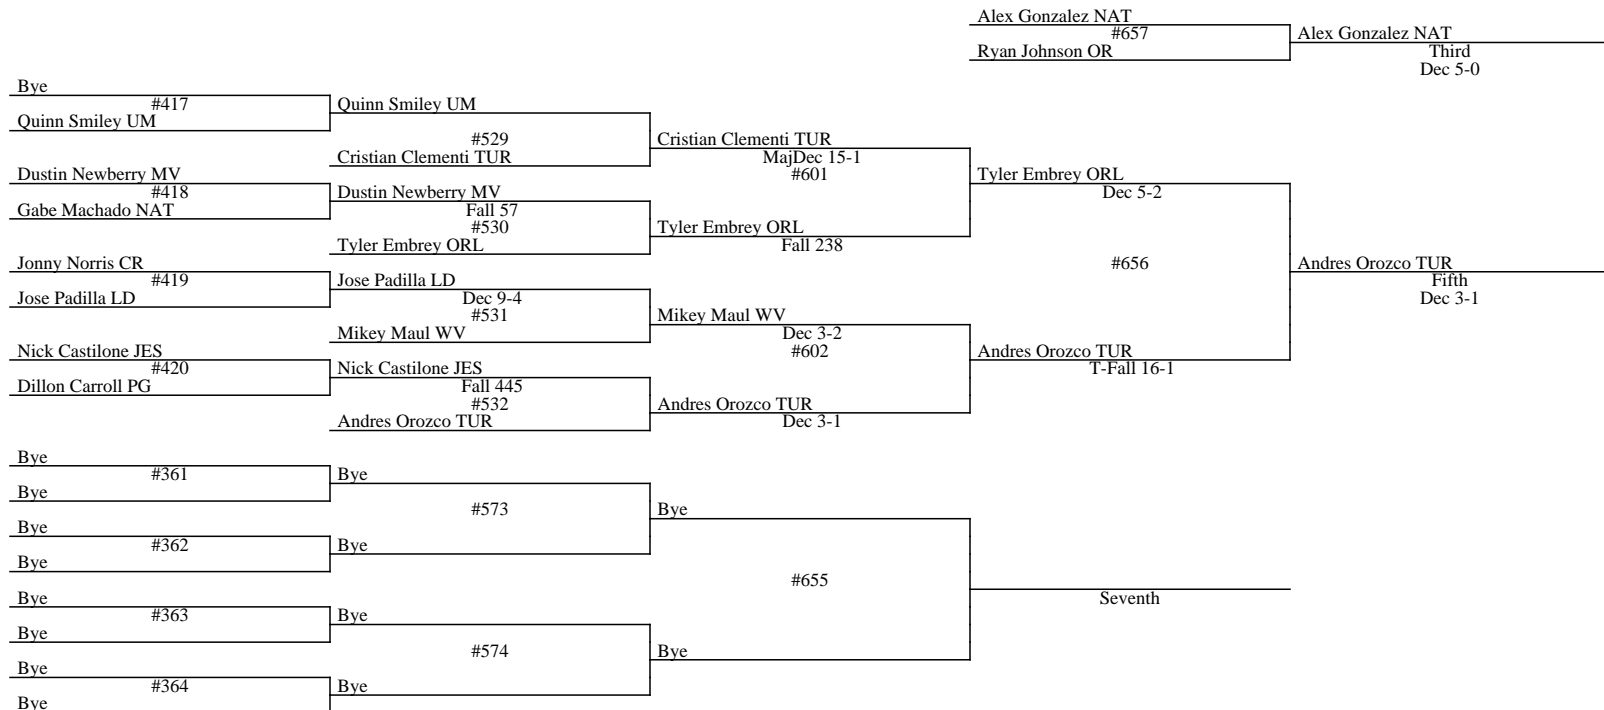 Alex Gonzalez NAT
#657
Ryan Johnson OR
Alex Gonzalez NAT
Third
Dec 5-0
Bye
#417
Quinn Smiley UM
Quinn Smiley UM
#529
Cristian Clementi TUR
Cristian Clementi TUR
MajDec 15-1
#601
Dustin Newberry MV
#418
Gabe Machado NAT
Dustin Newberry MV
Fall 57
#530
Tyler Embrey ORL
Tyler Embrey ORL
Fall 238
Tyler Embrey ORL
Dec 5-2
#656
Jonny Norris CR
#419
Jose Padilla LD
Jose Padilla LD
Dec 9-4
#531
Mikey Maul WV
Mikey Maul WV
Dec 3-2
#602
Nick Castilone JES
#420
Dillon Carroll PG
Nick Castilone JES
Fall 445
#532
Andres Orozco TUR
Andres Orozco TUR
Dec 3-1
Andres Orozco TUR
T-Fall 16-1
Andres Orozco TUR
Fifth
Dec 3-1
Bye
#361
Bye
Bye
#573
Bye
#362
Bye
Bye
Bye
#655
Bye
#363
Bye
Bye
#574
Bye
#364
Bye
Bye
Bye
Seventh